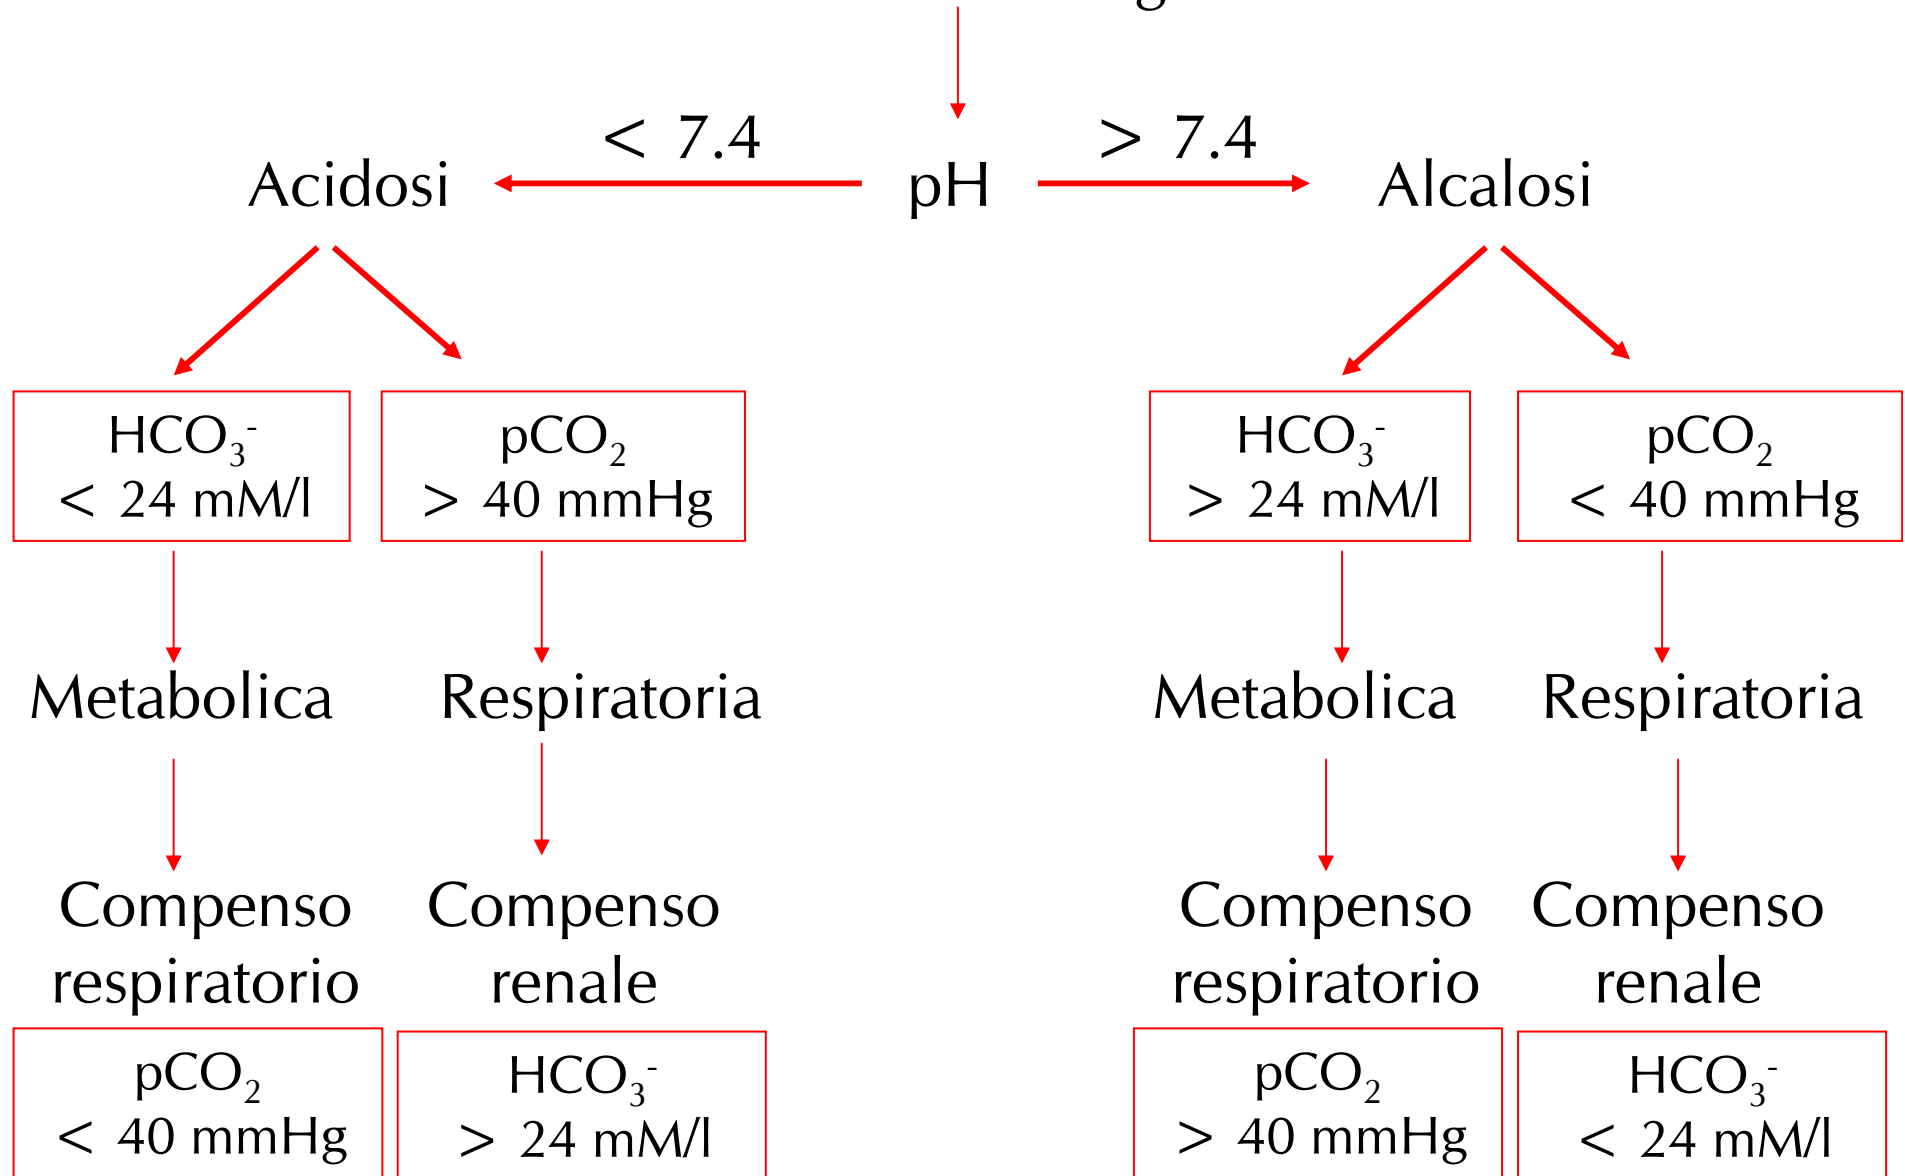 < 7.4
> 7.4
Acidosi
pH
Alcalosi
HCO₃⁻
< 24 mM/l
pCO₂
> 40 mmHg
HCO₃⁻
> 24 mM/l
pCO₂
< 40 mmHg
Metabolica
Respiratoria
Metabolica
Respiratoria
Compenso
respiratorio
Compenso
renale
Compenso
respiratorio
Compenso
renale
pCO₂
< 40 mmHg
HCO₃⁻
> 24 mM/l
pCO₂
> 40 mmHg
HCO₃⁻
< 24 mM/l